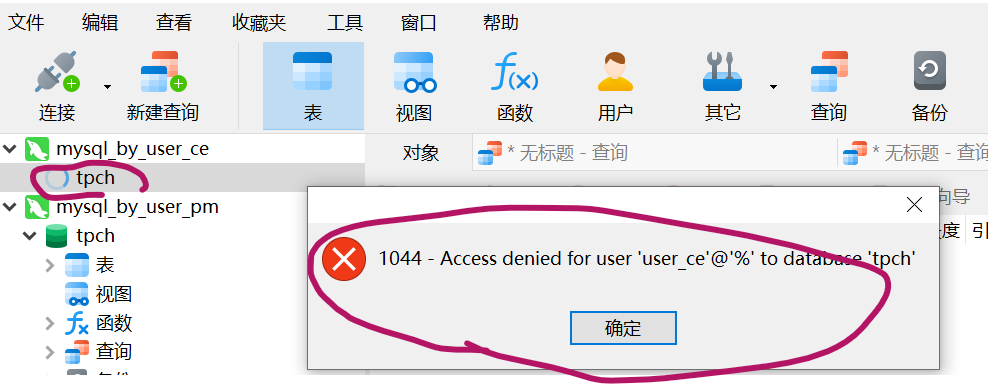 文件 编辑 查看 收藏夹 工具 窗口 帮助
连接 新建查询 表 视图 函数 用户 其它 查询 备份
mysql_by_user_ce
tpch
mysql_by_user_pm
tpch
表
视图
函数
查询
对象 * 无标题 - 查询 * 无标题 - 查询
向导
度 引
1044 - Access denied for user 'user_ce'@'%' to database 'tpch'
确定